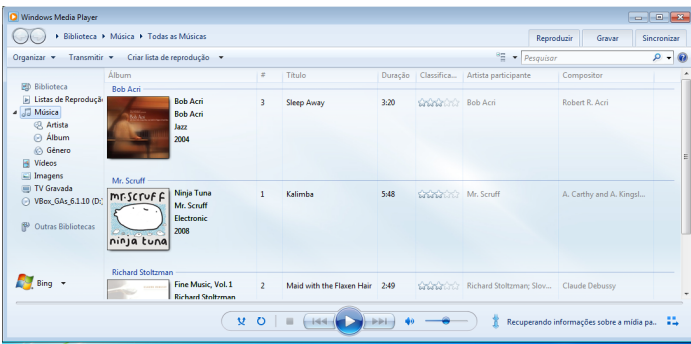 Windows Media Player
Biblioteca ▸ Música ▸ Todas as Músicas
Reproduzir Gravar Sincronizar
Organizar Transmitir Criar lista de reprodução Pesquisar
Álbum # Título Duração Classifica... Artista participante Compositor
Biblioteca
Listas de Reproduçã
Música
Artista
Álbum
Gênero
Vídeos
Imagens
TV Gravada
VBox_GAs_6.1.10 (D:)
Outras Bibliotecas
Bing
Bob Acri
Bob Acri 3 Sleep Away 3:20 Bob Acri Robert R. Acri
Bob Acri
Jazz
2004
Mr. Scruff
mr.scruff
ninja tuna
Ninja Tuna 1 Kalimba 5:48 Mr. Scruff A. Carthy and A. Kingsl...
Mr. Scruff
Electronic
2008
Richard Stoltzman
Fine Music, Vol. 1 2 Maid with the Flaxen Hair 2:49 Richard Stoltzman; Slov... Claude Debussy
Richard Stoltzman
Recuperando informações sobre a mídia pa..